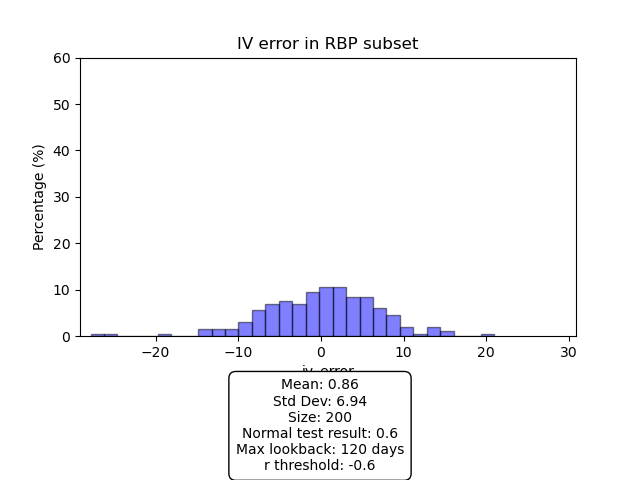 IV error in RBP subset
60
50
40
30
20
10
0
Percentage (%)
−20 −10 0 10 20 30
iv_error
Mean: 0.86
Std Dev: 6.94
Size: 200
Normal test result: 0.6
Max lookback: 120 days
r threshold: -0.6